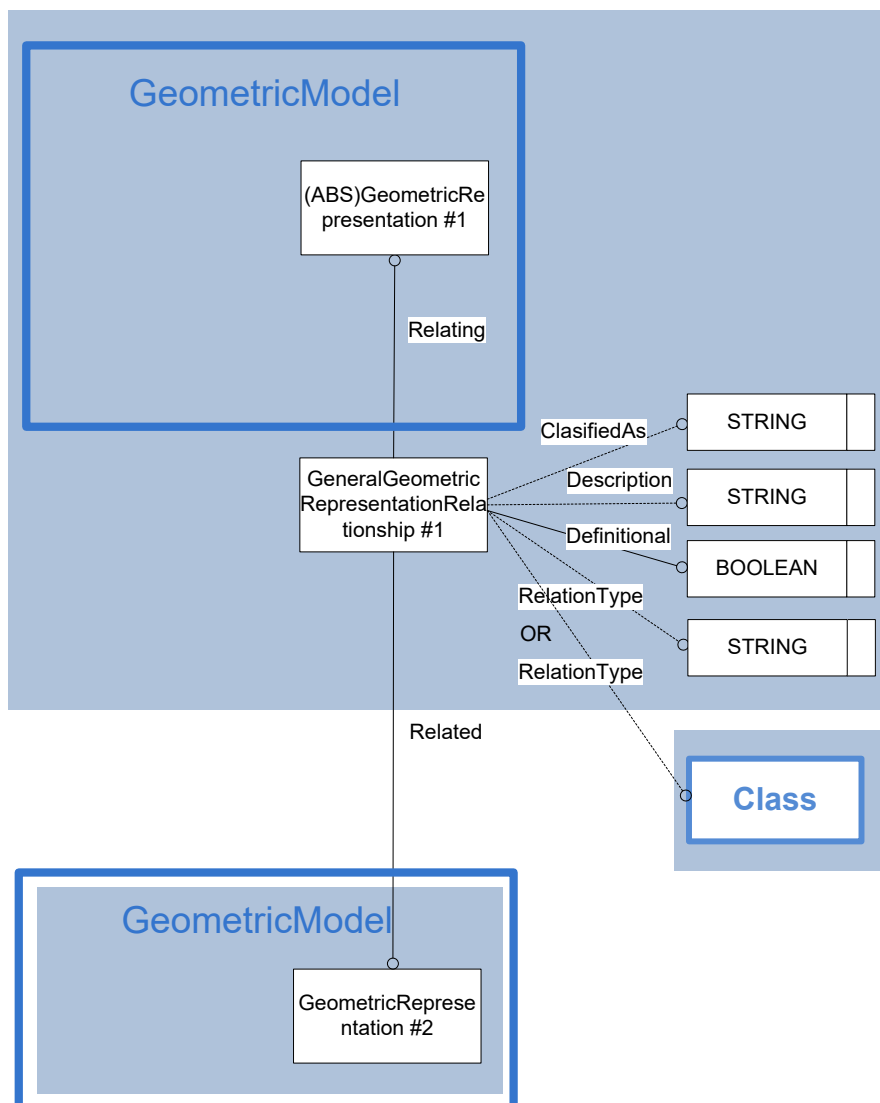 GeometricModel
(ABS)GeometricRe
presentation #1
Relating
ClasifiedAs
STRING
GeneralGeometric
RepresentationRela
tionship #1
Description
STRING
Definitional
BOOLEAN
RelationType
OR
STRING
RelationType
Related
Class
GeometricModel
GeometricReprese
ntation #2